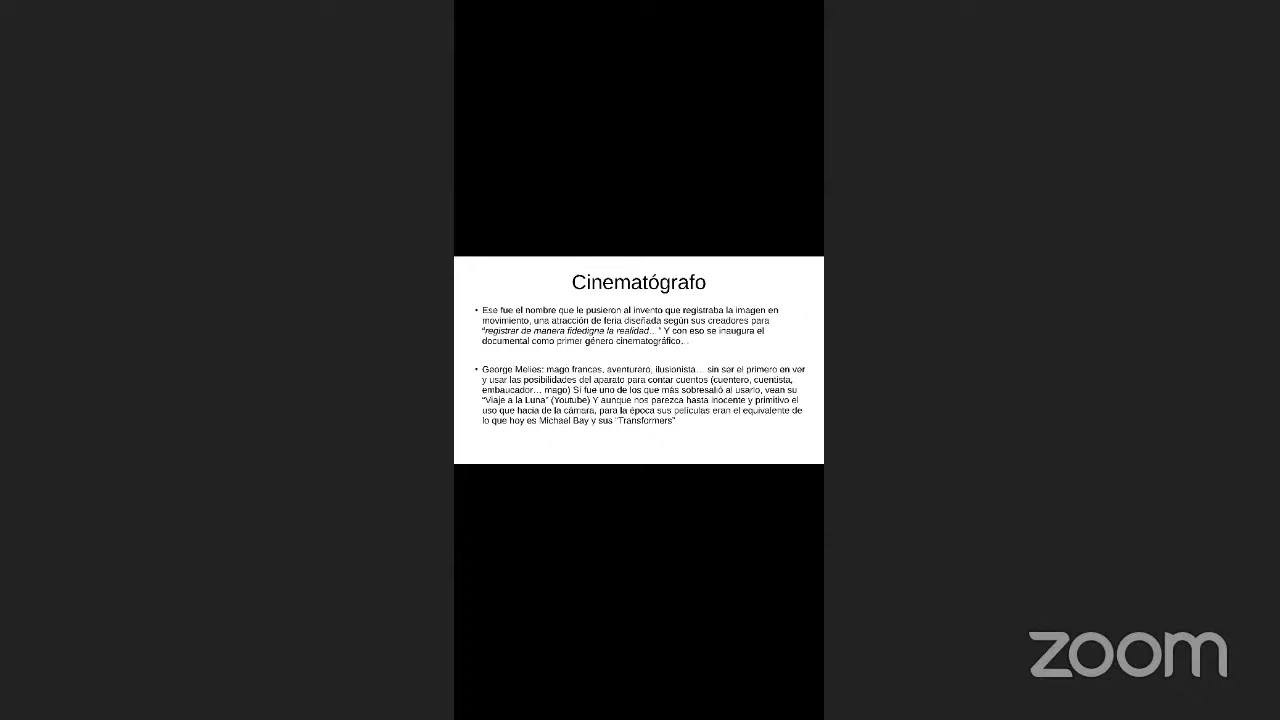 Cinematógrafo
• Ese fue el nombre que le pusieron al invento que registraba la imagen en
movimiento, una atracción de feria diseñada según sus creadores para
“registrar de manera fidedigna la realidad…” Y con eso se inaugura el
documental como primer género cinematográfico…
• George Melies: mago frances, aventurero, ilusionista… sin ser el primero en ver
y usar las posibilidades del aparato para contar cuentos (cuentero, cuentista,
embaucador… mago) Sí fue uno de los que más sobresalió al usarlo, vean su
“Viaje a la Luna” (Youtube) Y aunque nos parezca hasta inocente y primitivo el
uso que hacia de la cámara, para la época sus películas eran el equivalente de
lo que hoy es Michael Bay y sus “Transformers”
zoom